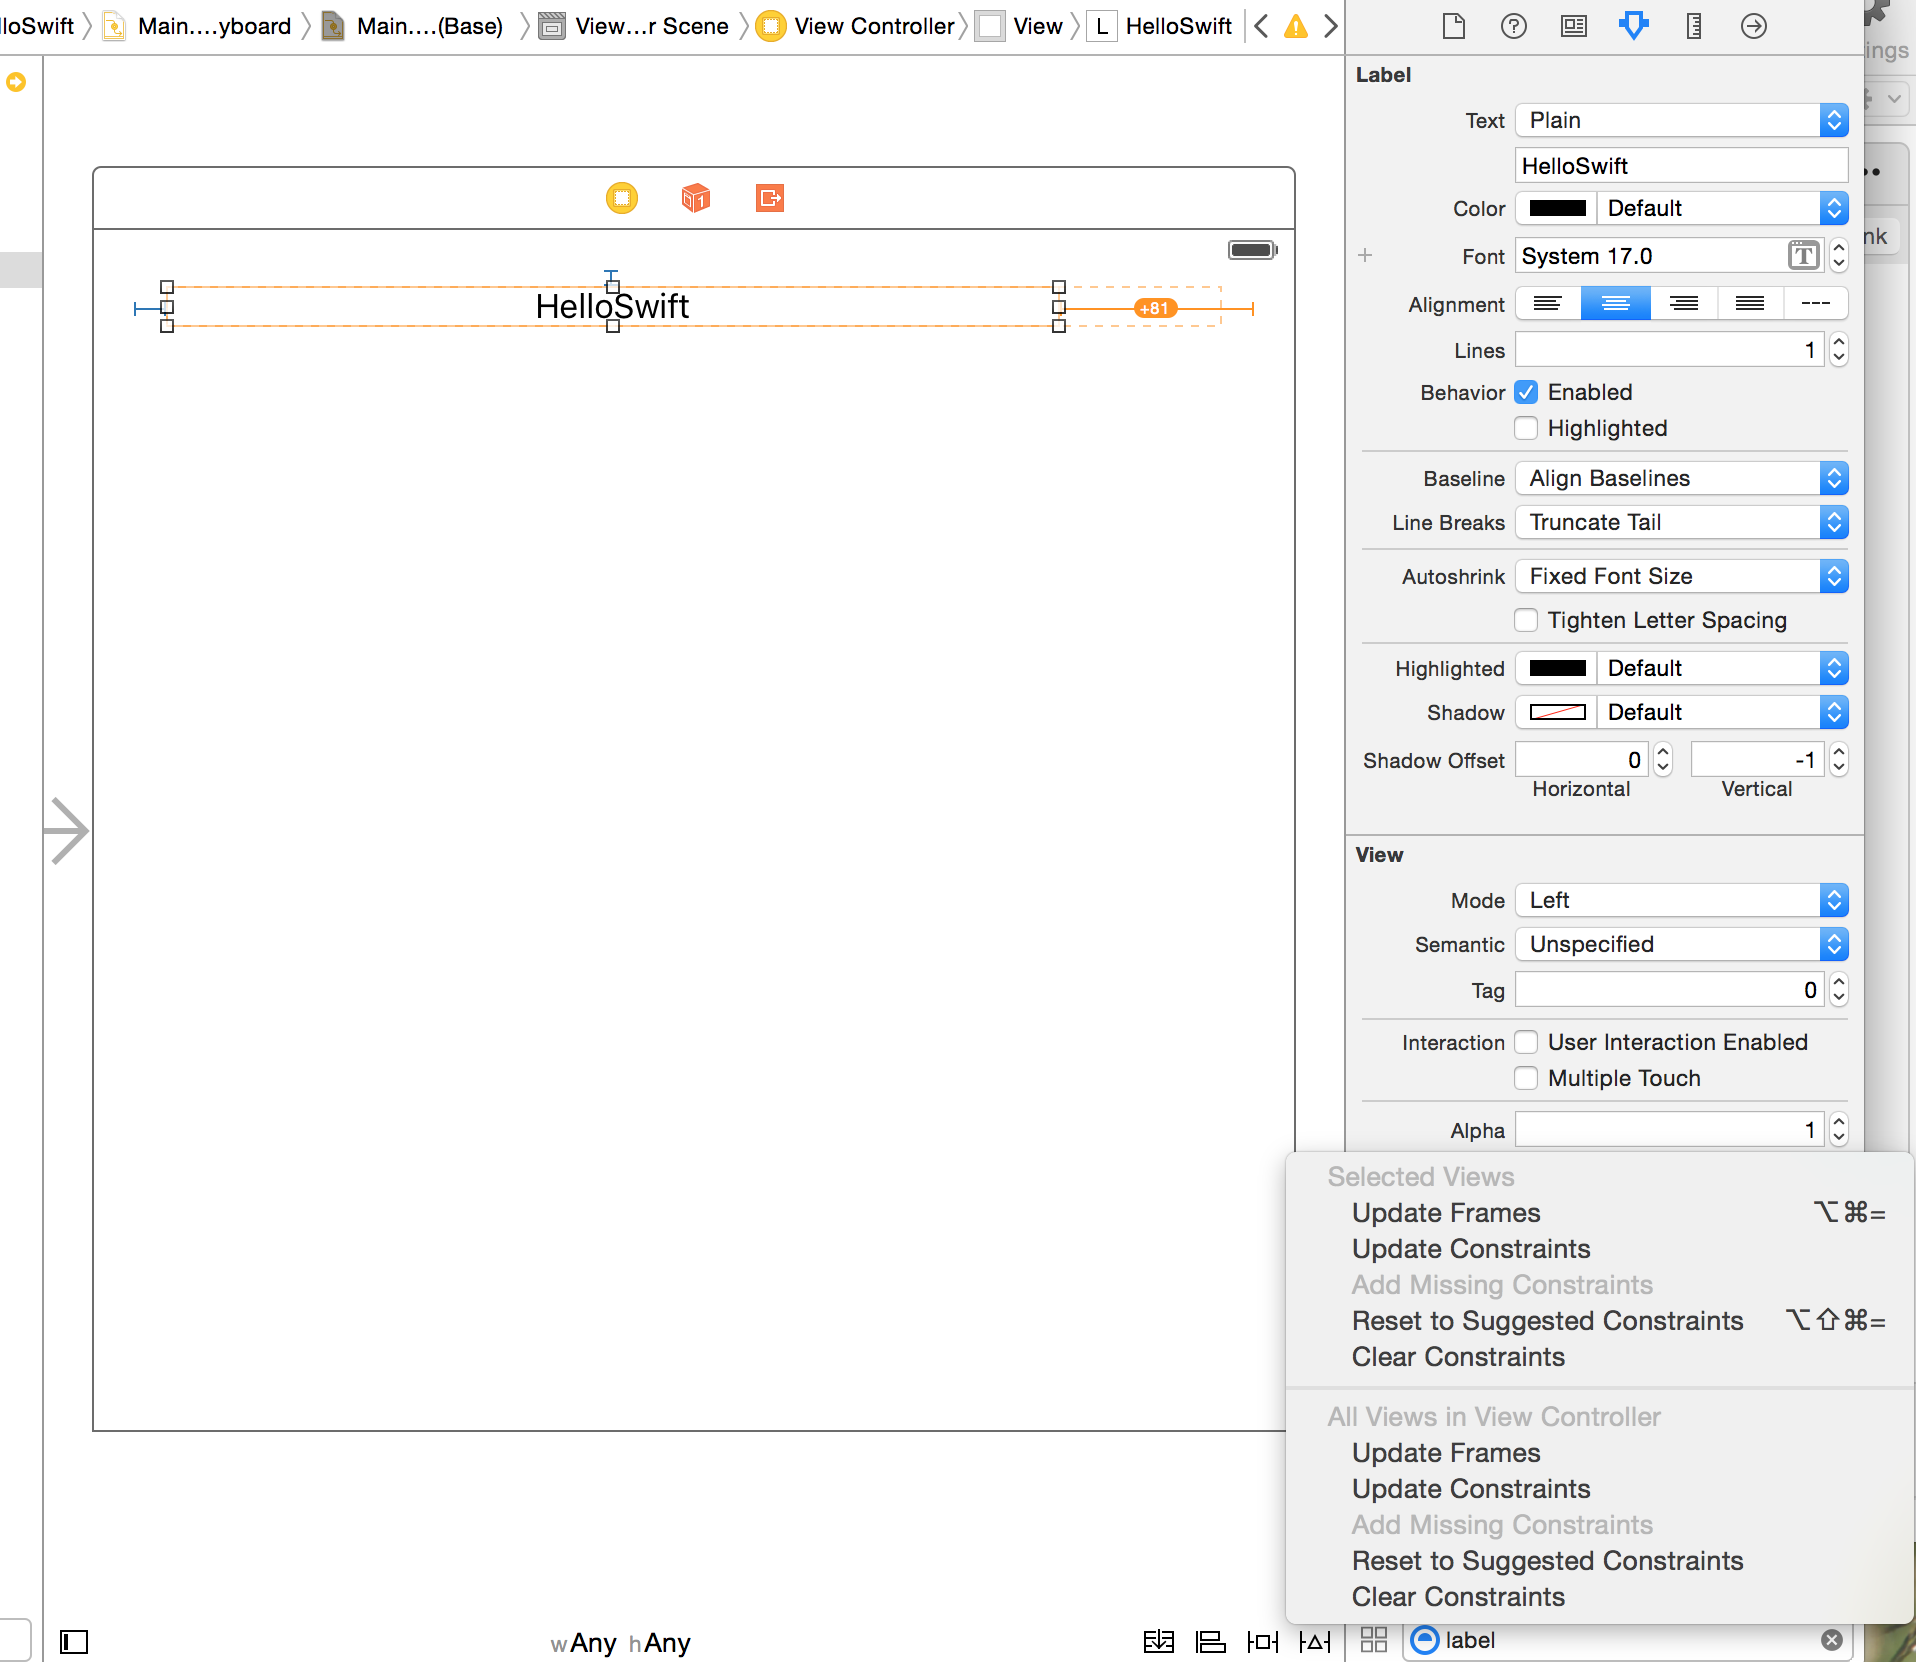 loSwift Main....yboard Main....(Base) View...r Scene View Controller View L HelloSwift
ings
Label
Text Plain
HelloSwift
Color Default
nk
Font System 17.0 T
HelloSwift
+81
Alignment
Lines 1
Behavior Enabled
Highlighted
Baseline Align Baselines
Line Breaks Truncate Tail
Autoshrink Fixed Font Size
Tighten Letter Spacing
Highlighted Default
Shadow Default
Shadow Offset 0 -1
Horizontal Vertical
View
Mode Left
Semantic Unspecified
Tag 0
Interaction User Interaction Enabled
Multiple Touch
Alpha 1
Selected Views
Update Frames ⌥⌘=
Update Constraints
Add Missing Constraints
Reset to Suggested Constraints ⌥⇧⌘=
Clear Constraints
All Views in View Controller
Update Frames
Update Constraints
Add Missing Constraints
Reset to Suggested Constraints
Clear Constraints
wAny hAny
label